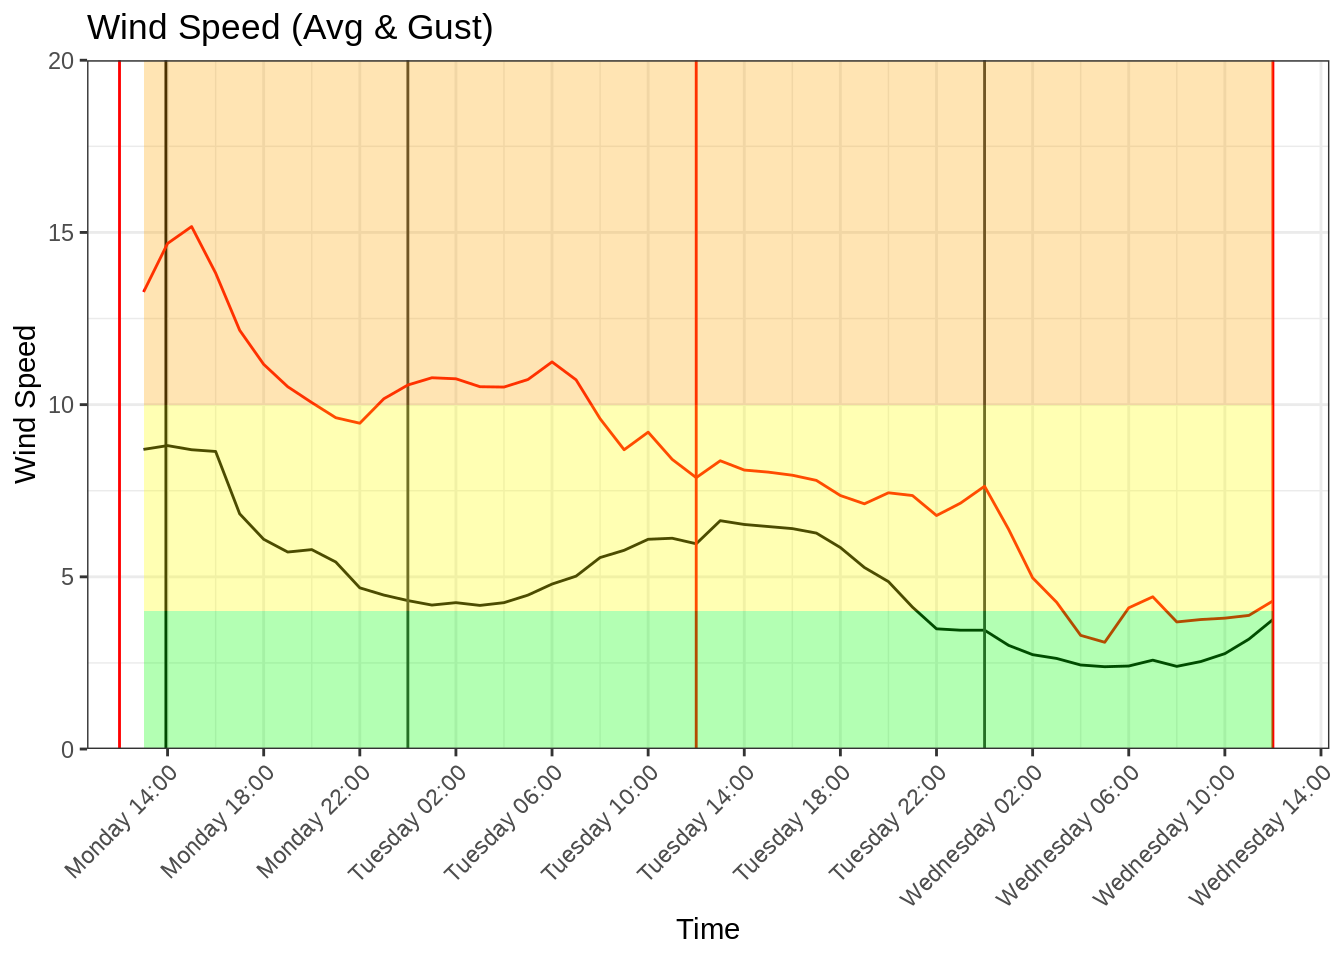 Wind Speed (Avg & Gust)
20
15
10
5
0
Wind Speed
Monday 14:00
Monday 18:00
Monday 22:00
Tuesday 02:00
Tuesday 06:00
Tuesday 10:00
Tuesday 14:00
Tuesday 18:00
Tuesday 22:00
Wednesday 02:00
Wednesday 06:00
Wednesday 10:00
Wednesday 14:00
Time